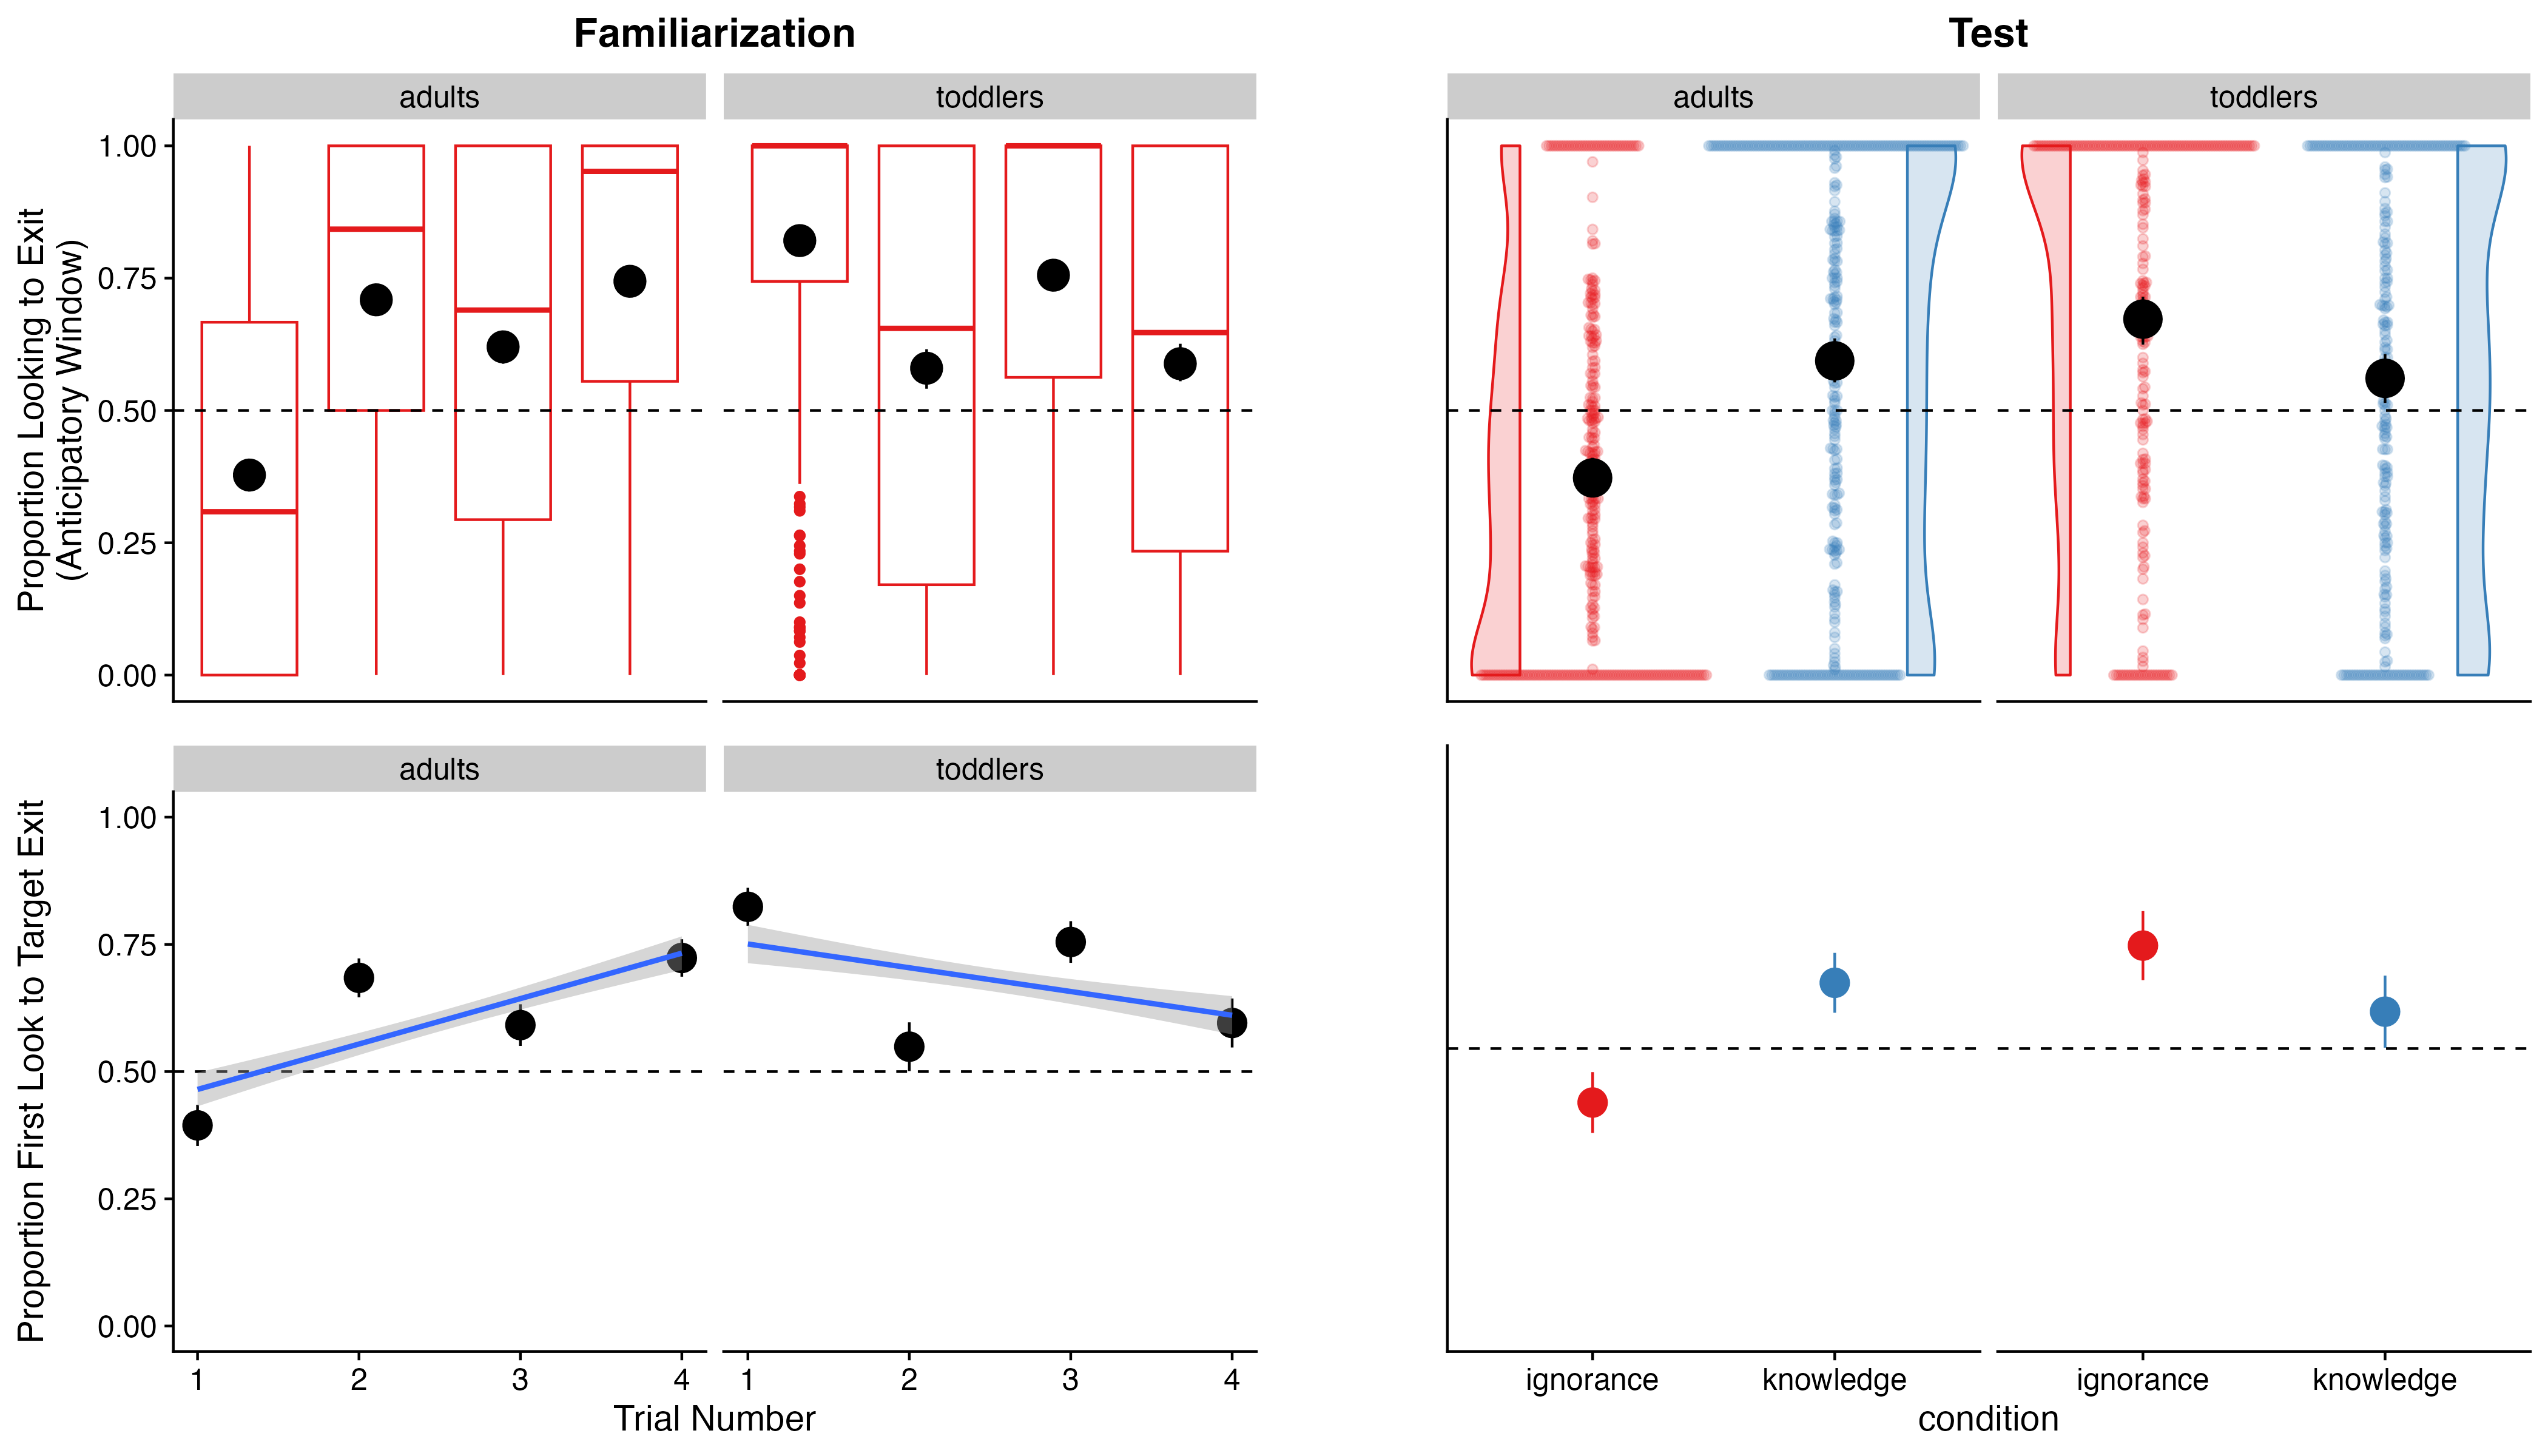 Familiarization
Test
adults
toddlers
adults
toddlers
Proportion Looking to Exit
(Anticipatory Window)
1.00
0.75
0.50
0.25
0.00
adults
toddlers
Proportion First Look to Target Exit
1.00
0.75
0.50
0.25
0.00
1
2
3
4
1
2
3
4
ignorance
knowledge
ignorance
knowledge
Trial Number
condition